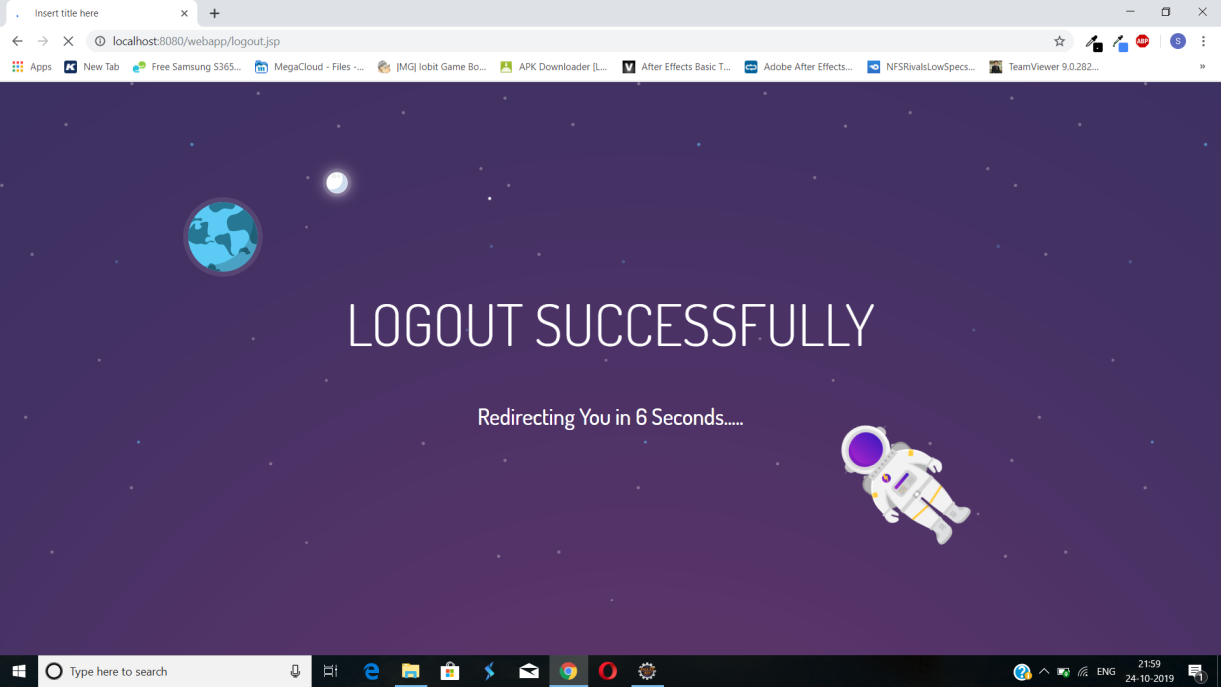 Insert title here
localhost:8080/webapp/logout.jsp
ABP
S
Apps
New Tab
Free Samsung S365...
MegaCloud - Files -...
|MG| Iobit Game Bo...
APK Downloader [L...
After Effects Basic T...
Adobe After Effects...
NFSRivalsLowSpecs...
TeamViewer 9.0.282...
»
LOGOUT SUCCESSFULLY
Redirecting You in 6 Seconds.....
Type here to search
ENG
21:59
24-10-2019
1